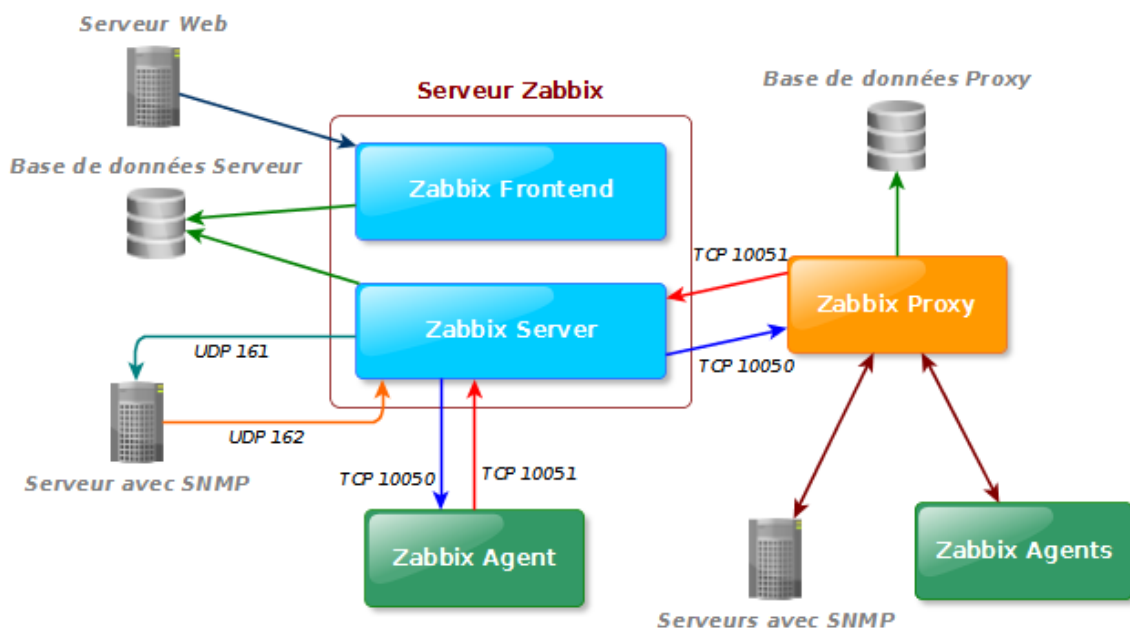 Serveur Web
Serveur Zabbix
Base de données Proxy
Base de données Serveur
Zabbix Frontend
TCP 10051
Zabbix Proxy
Zabbix Server
UDP 161
TCP 10050
UDP 162
Serveur avec SNMP
TCP 10050
TCP 10051
Zabbix Agent
Zabbix Agents
Serveurs avec SNMP